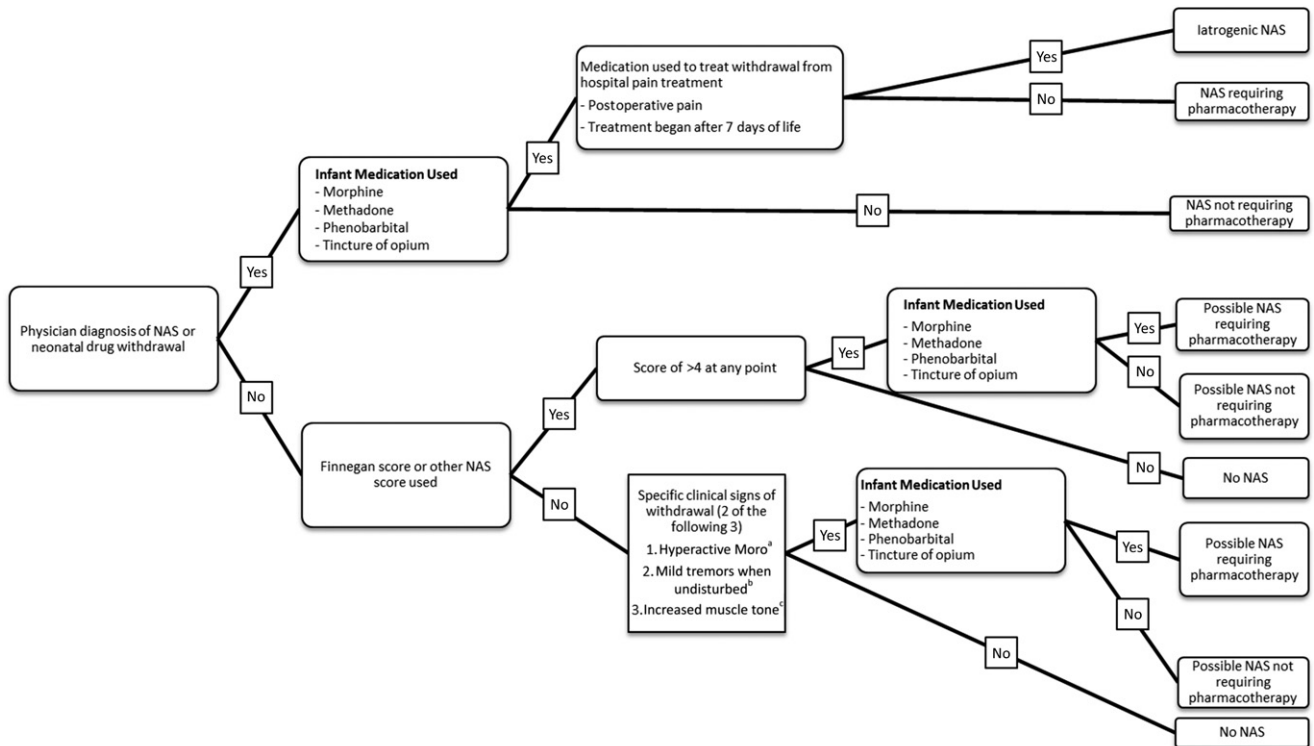 Physician diagnosis of NAS or
neonatal drug withdrawal
Yes
No
Infant Medication Used
- Morphine
- Methadone
- Phenobarbital
- Tincture of opium
Yes
No
Medication used to treat withdrawal from
hospital pain treatment
- Postoperative pain
- Treatment began after 7 days of life
Yes
No
Iatrogenic NAS
NAS requiring
pharmacotherapy
NAS not requiring
pharmacotherapy
Finnegan score or other NAS
score used
Yes
No
Score of >4 at any point
Yes
No
Infant Medication Used
- Morphine
- Methadone
- Phenobarbital
- Tincture of opium
Yes
No
Possible NAS
requiring
pharmacotherapy
Possible NAS not
requiring
pharmacotherapy
No NAS
Specific clinical signs of
withdrawal (2 of the
following 3)
1. Hyperactive Moroᵃ
2. Mild tremors when
undisturbedᵇ
3. Increased muscle toneᶜ
Yes
No
Infant Medication Used
- Morphine
- Methadone
- Phenobarbital
- Tincture of opium
Yes
No
Possible NAS
requiring
pharmacotherapy
Possible NAS not
requiring
pharmacotherapy
No NAS